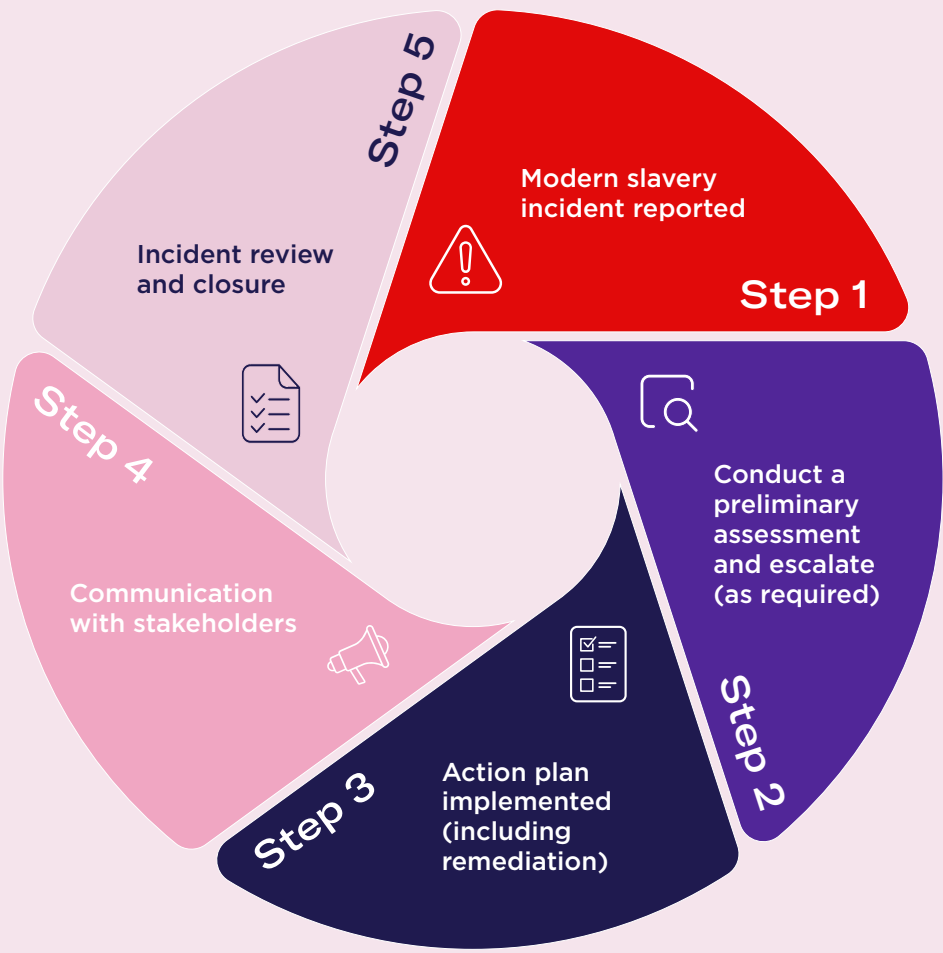 Modern slavery
incident reported
Step 1
Conduct a
preliminary
assessment
and escalate
(as required)
Step 2
Action plan
implemented
(including
remediation)
Step 3
Communication
with stakeholders
Step 4
Incident review
and closure
Step 5